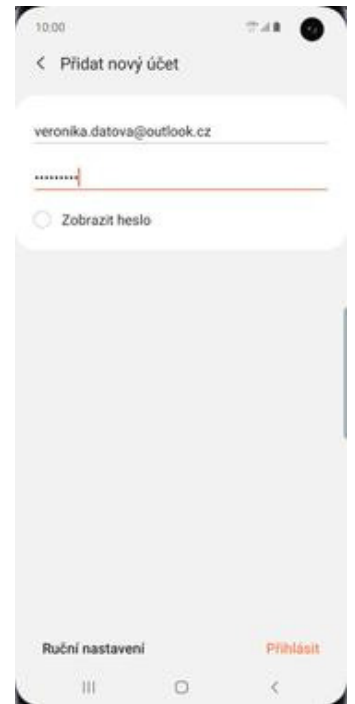 10:00
Přidat nový účet
veronika.datova@outlook.cz
•••••••••
Zobrazit heslo
Ruční nastavení
Přihlásit